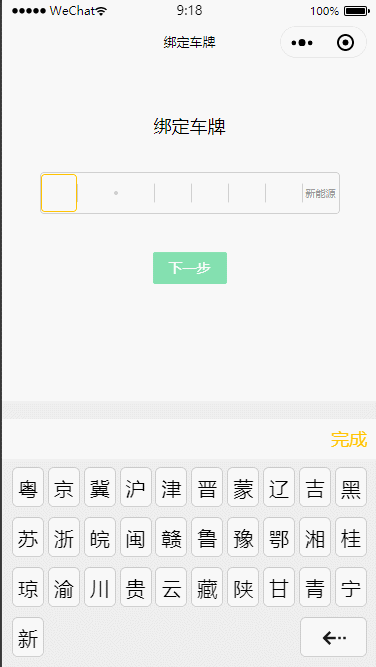 WeChat 9:18 100%
绑定车牌
绑定车牌
新能源
下一步
完成
粤 京 冀 沪 津 晋 蒙 辽 吉 黑
苏 浙 皖 闽 赣 鲁 豫 鄂 湘 桂
琼 渝 川 贵 云 藏 陕 甘 青 宁
新